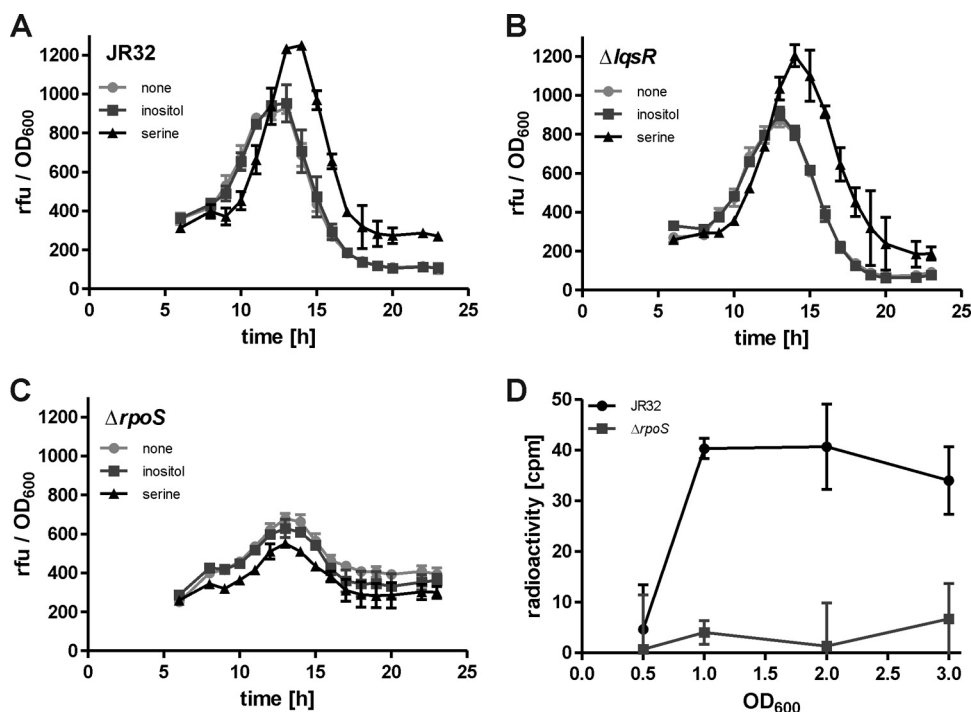 A
JR32
none
inositol
serine
rfu / OD600
1200
1000
800
600
400
200
0
0 5 10 15 20 25
time [h]
B
ΔlqsR
none
inositol
serine
rfu / OD600
1200
1000
800
600
400
200
0
0 5 10 15 20 25
time [h]
C
ΔrpoS
none
inositol
serine
rfu / OD600
1200
1000
800
600
400
200
0
0 5 10 15 20 25
time [h]
D
JR32
ΔrpoS
radioactivity [cpm]
50
40
30
20
10
0
0.0 0.5 1.0 1.5 2.0 2.5 3.0
OD600